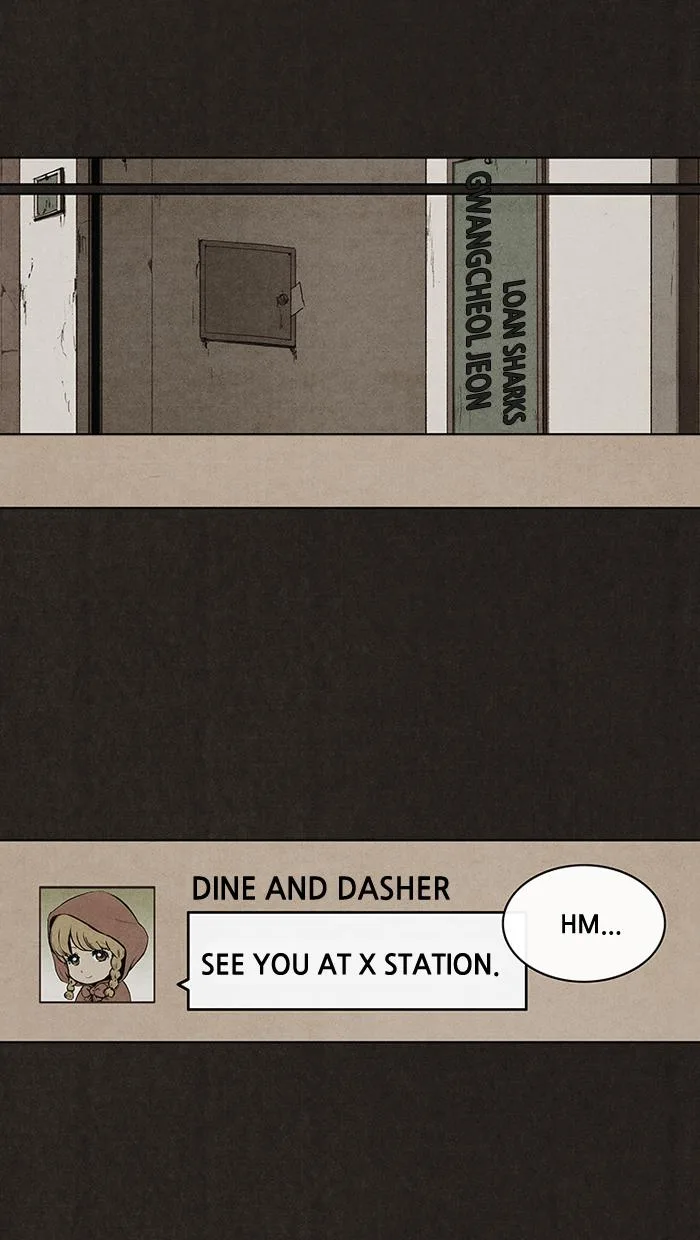 LOAN SHARKS
GWANGCHEOL JEON
DINE AND DASHER
SEE YOU AT X STATION.
HM...